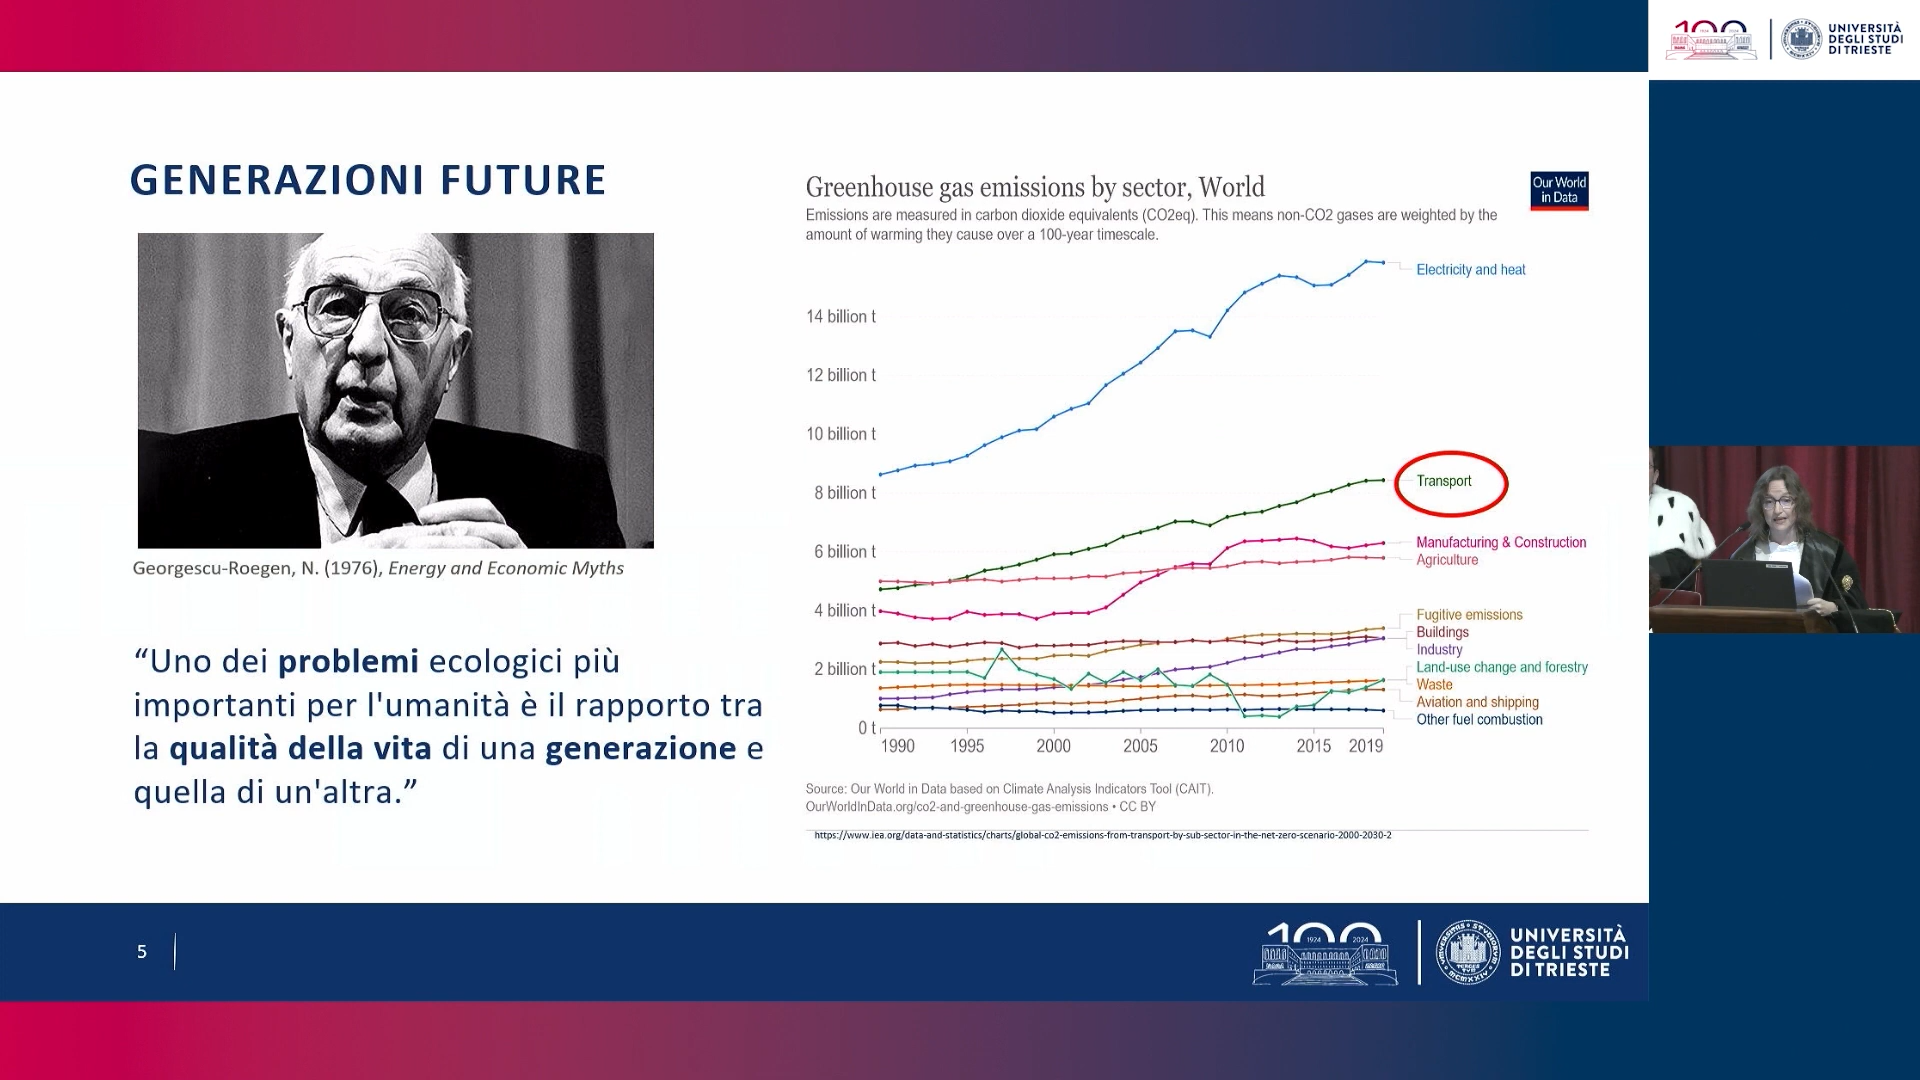 UNIVERSITÀ
DEGLI STUDI
DI TRIESTE
GENERAZIONI FUTURE
Georgescu-Roegen, N. (1976), Energy and Economic Myths
“Uno dei problemi ecologici più
importanti per l'umanità è il rapporto tra
la qualità della vita di una generazione e
quella di un'altra.”
Greenhouse gas emissions by sector, World
Our World
in Data
Emissions are measured in carbon dioxide equivalents (CO2eq). This means non-CO2 gases are weighted by the
amount of warming they cause over a 100-year timescale.
Electricity and heat
14 billion t
12 billion t
10 billion t
8 billion t
Transport
6 billion t
Manufacturing & Construction
Agriculture
4 billion t
Fugitive emissions
Buildings
Industry
2 billion t
Land-use change and forestry
Waste
Aviation and shipping
Other fuel combustion
0 t
1990 1995 2000 2005 2010 2015 2019
Source: Our World in Data based on Climate Analysis Indicators Tool (CAIT).
OurWorldInData.org/co2-and-greenhouse-gas-emissions • CC BY
https://www.iea.org/data-and-statistics/charts/global-co2-emissions-from-transport-by-sub-sector-in-the-net-zero-scenario-2000-2030-2
5
100
1924 2024
UNIVERSITÀ
DEGLI STUDI
DI TRIESTE